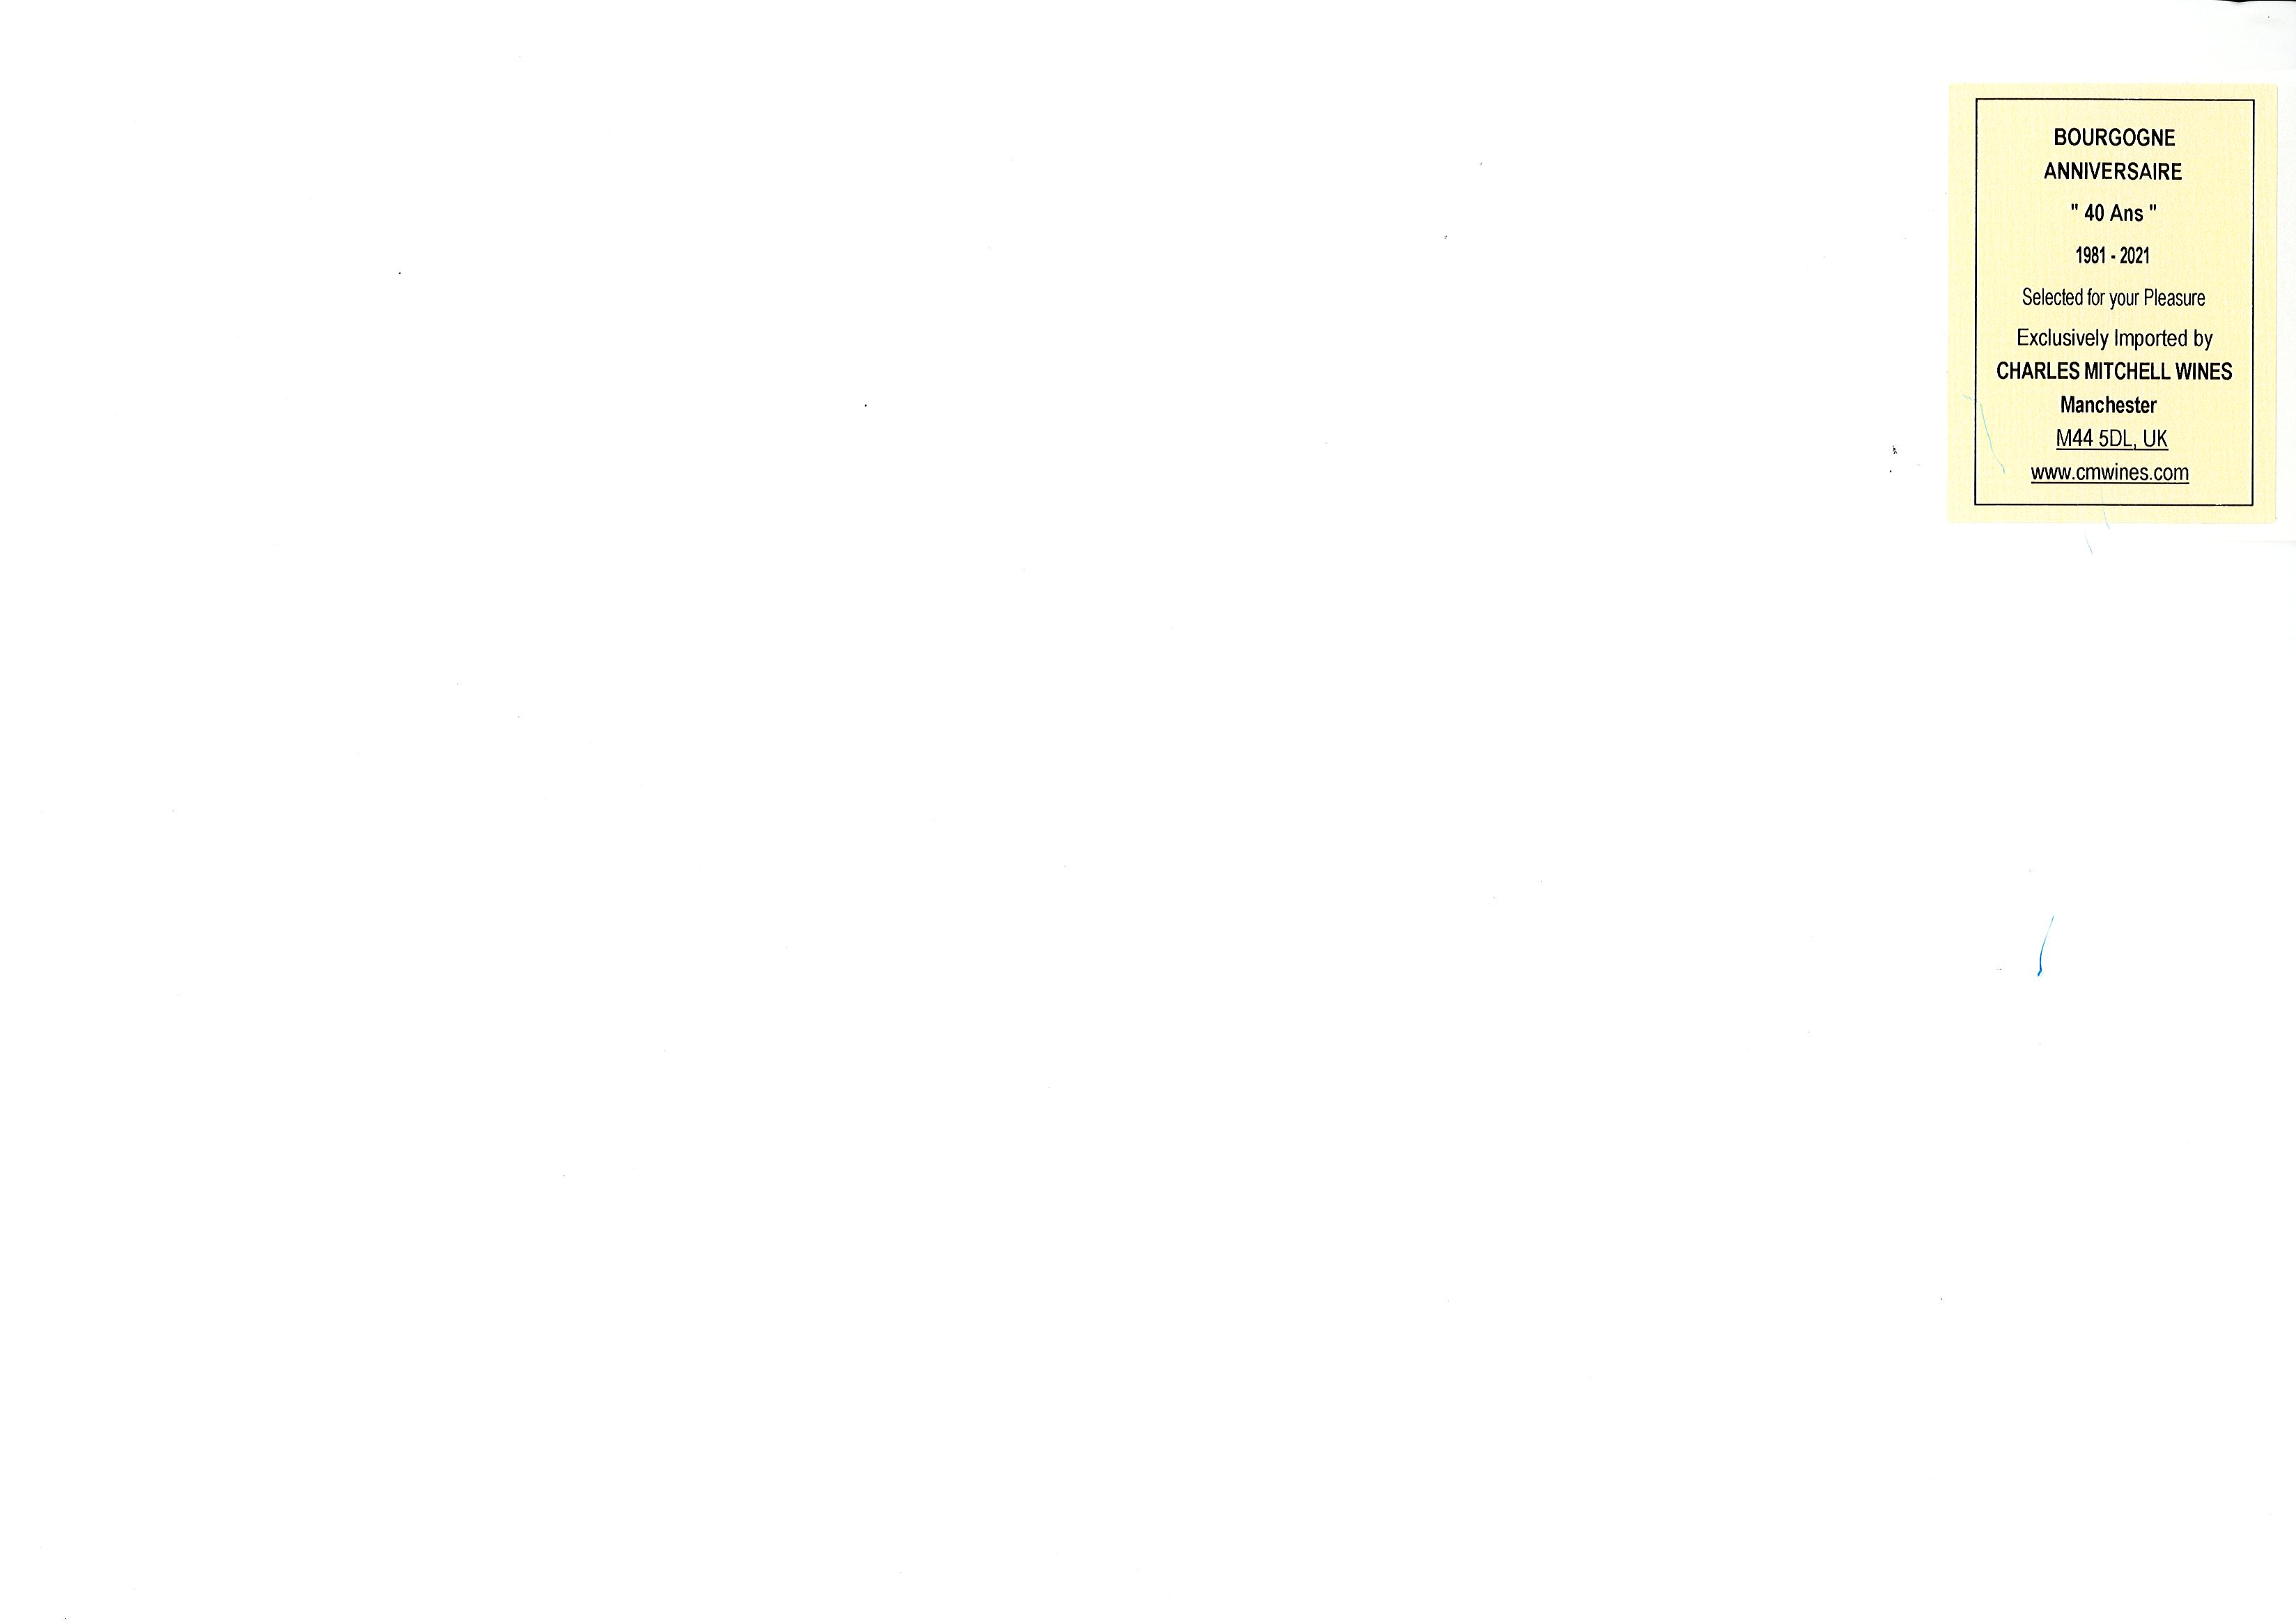 BOURGOGNE
ANNIVERSAIRE
" 40 Ans "
1981 - 2021
Selected for your Pleasure
Exclusively Imported by
CHARLES MITCHELL WINES
Manchester
M44 5DL, UK
www.cmwines.com